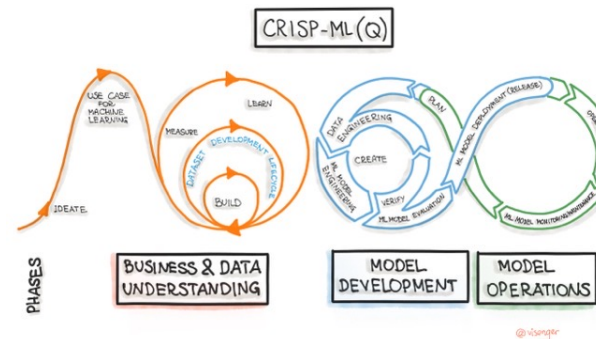 CRISP-ML(Q)
USE CASE
FOR
MACHINE
LEARNING
IDEATE
MEASURE
LEARN
DATASET DEVELOPMENT LIFECYCLE
BUILD
DATA
ENGINEERING
CREATE
ML MODEL
ENGINEERING
VERIFY
ML MODEL EVALUATION
PLAN
ML MODEL DEPLOYMENT (RELEASE)
ML MODEL MONITORING/MAINTENANCE
PHASES
BUSINESS & DATA
UNDERSTANDING
MODEL
DEVELOPMENT
MODEL
OPERATIONS
@visenger